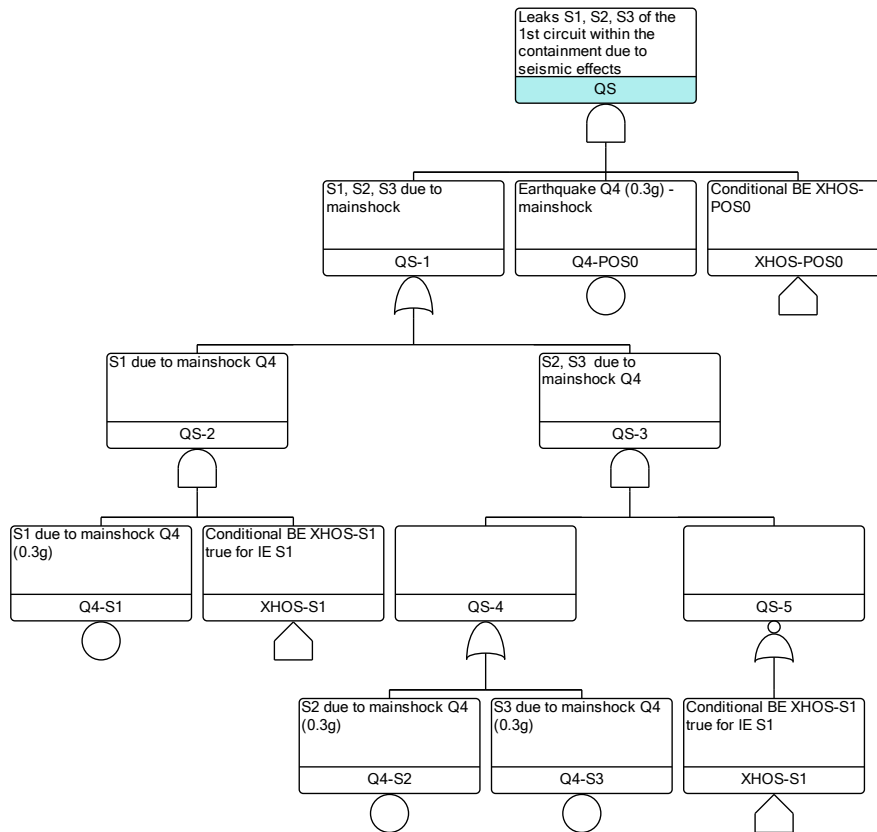 Leaks S1, S2, S3 of the
1st circuit within the
containment due to
seismic effects
QS
S1, S2, S3 due to
mainshock
QS-1
Earthquake Q4 (0.3g) -
mainshock
Q4-POS0
Conditional BE XHOS-
POS0
XHOS-POS0
S1 due to mainshock Q4
QS-2
S2, S3 due to
mainshock Q4
QS-3
S1 due to mainshock Q4
(0.3g)
Q4-S1
Conditional BE XHOS-S1
true for IE S1
XHOS-S1
QS-4
QS-5
S2 due to mainshock Q4
(0.3g)
Q4-S2
S3 due to mainshock Q4
(0.3g)
Q4-S3
Conditional BE XHOS-S1
true for IE S1
XHOS-S1